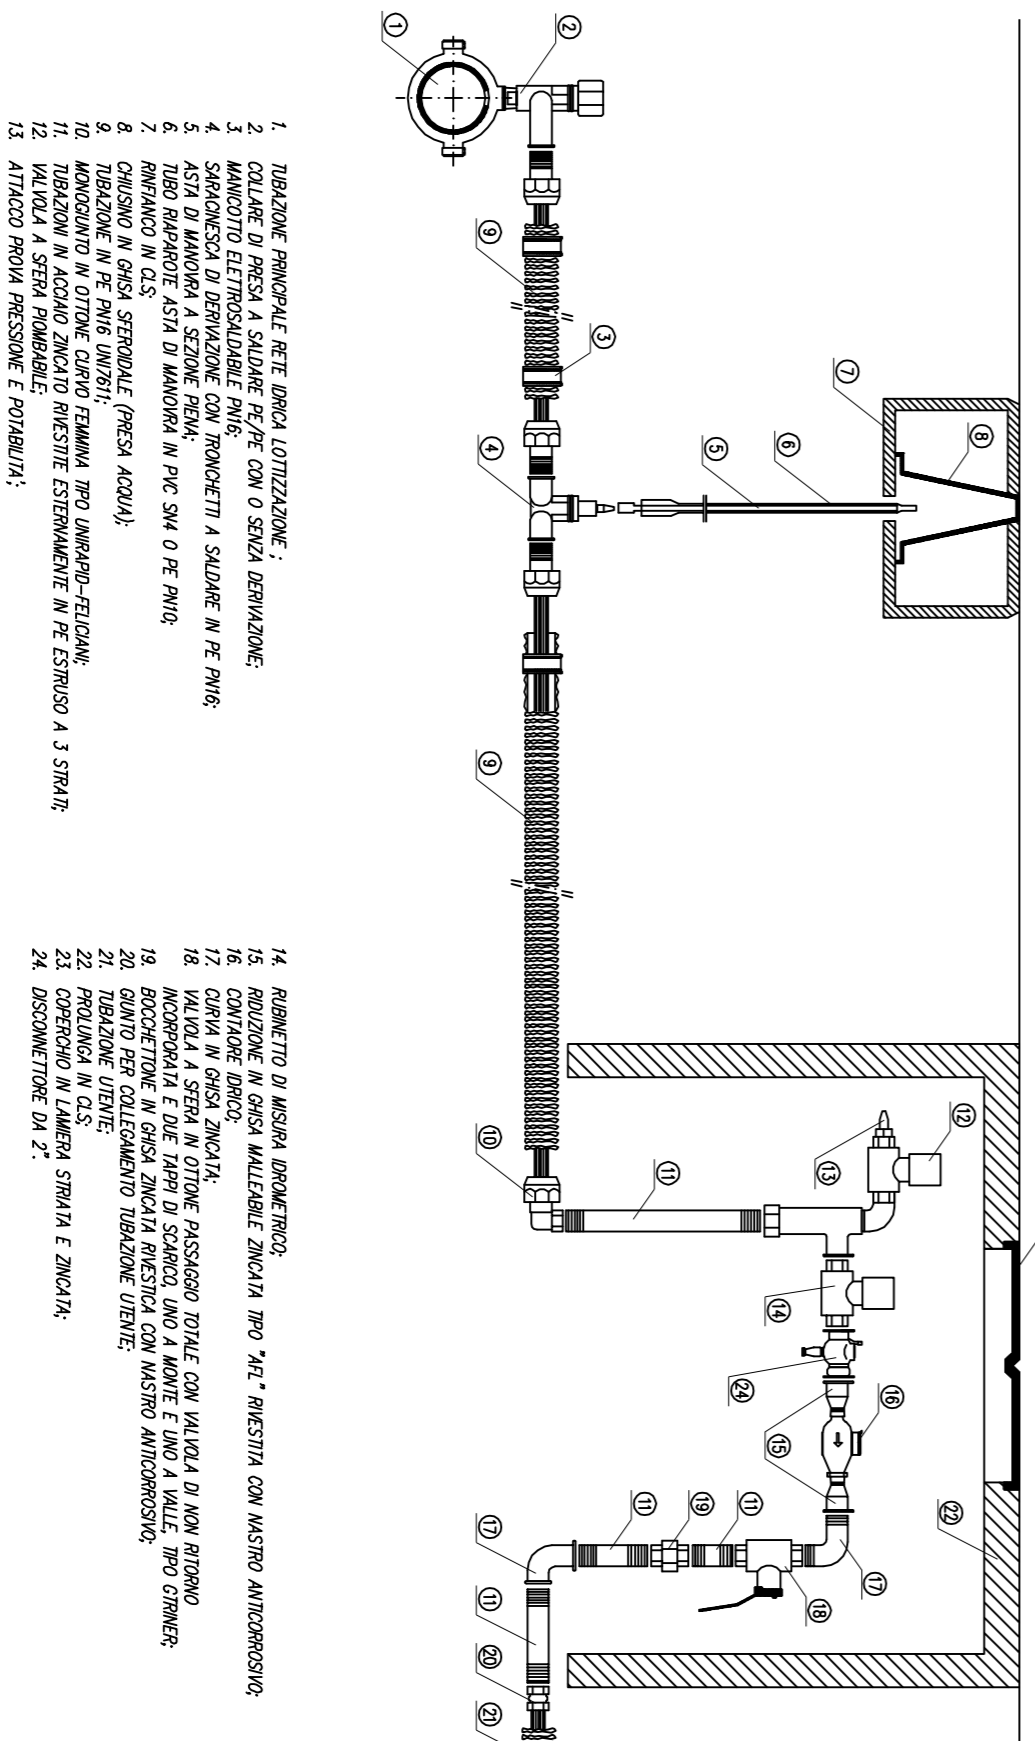 1
2
9
3
4
5
6
7
8
9
10
11
12
13
14
24
15
16
17
18
11
19
11
17
11
20
21
22
1. TUBAZIONE PRINCIPALE RETE IDRICA LOTTIZZAZIONE ;
2 COLLARE DI PRESA A SALDARE PE/PE CON O SENZA DERIVAZIONE;
3. MANICOTTO ELETTROSALDABILE PN16;
4. SARACINESCA DI DERIVAZIONE CON TRONCHETTI A SALDARE IN PE PN16;
5. ASTA DI MANOVRA A SEZIONE PIENA;
6. TUBO RIAPAROTE ASTA DI MANOVRA IN PVC SN4 O PE PN10;
7. RINFIANCO IN CLS;
8. CHIUSINO IN GHISA SFEROIDALE (PRESA ACQUA);
9. TUBAZIONE IN PE PN16 UNI7611;
10. MONOGIUNTO IN OTTONE CURVO FEMMINA TIPO UNIRAPID-FELICIANI;
11. TUBAZIONI IN ACCIAIO ZINCATO RIVESTITE ESTERNAMENTE IN PE ESTRUSO A 3 STRATI;
12. VALVOLA A SFERA PIOMBABILE;
13. ATTACCO PROVA PRESSIONE E POTABILITA';
14. RUBINETTO DI MISURA IDROMETRICO;
15. RIDUZIONE IN GHISA MALLEABILE ZINCATA TIPO "AFL" RIVESTITA CON NASTRO ANTICORROSIVO;
16. CONTAORE IDRICO;
17. CURVA IN GHISA ZINCATA;
18. VALVOLA A SFERA IN OTTONE PASSAGGIO TOTALE CON VALVOLA DI NON RITORNO
INCORPORATA E DUE TAPPI DI SCARICO, UNO A MONTE E UNO A VALLE, TIPO GTRINER;
19. BOCCHETTONE IN GHISA ZINCATA RIVESTICA CON NASTRO ANTICORROSIVO;
20. GIUNTO PER COLLEGAMENTO TUBAZIONE UTENTE;
21. TUBAZIONE UTENTE;
22. PROLUNGA IN CLS;
23. COPERCHIO IN LAMIERA STRIATA E ZINCATA;
24. DISCONNETTORE DA 2".